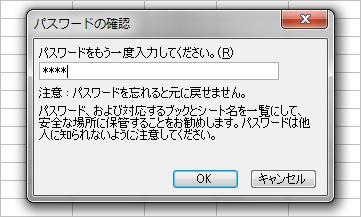 パスワードの確認
パスワードをもう一度入力してください。(R)
****
注意：パスワードを忘れると元に戻せません。
パスワード、および対応するブックとシート名を一覧にして、
安全な場所に保管することをお勧めします。パスワードは他
人に知られないように注意してください。
OK
キャンセル